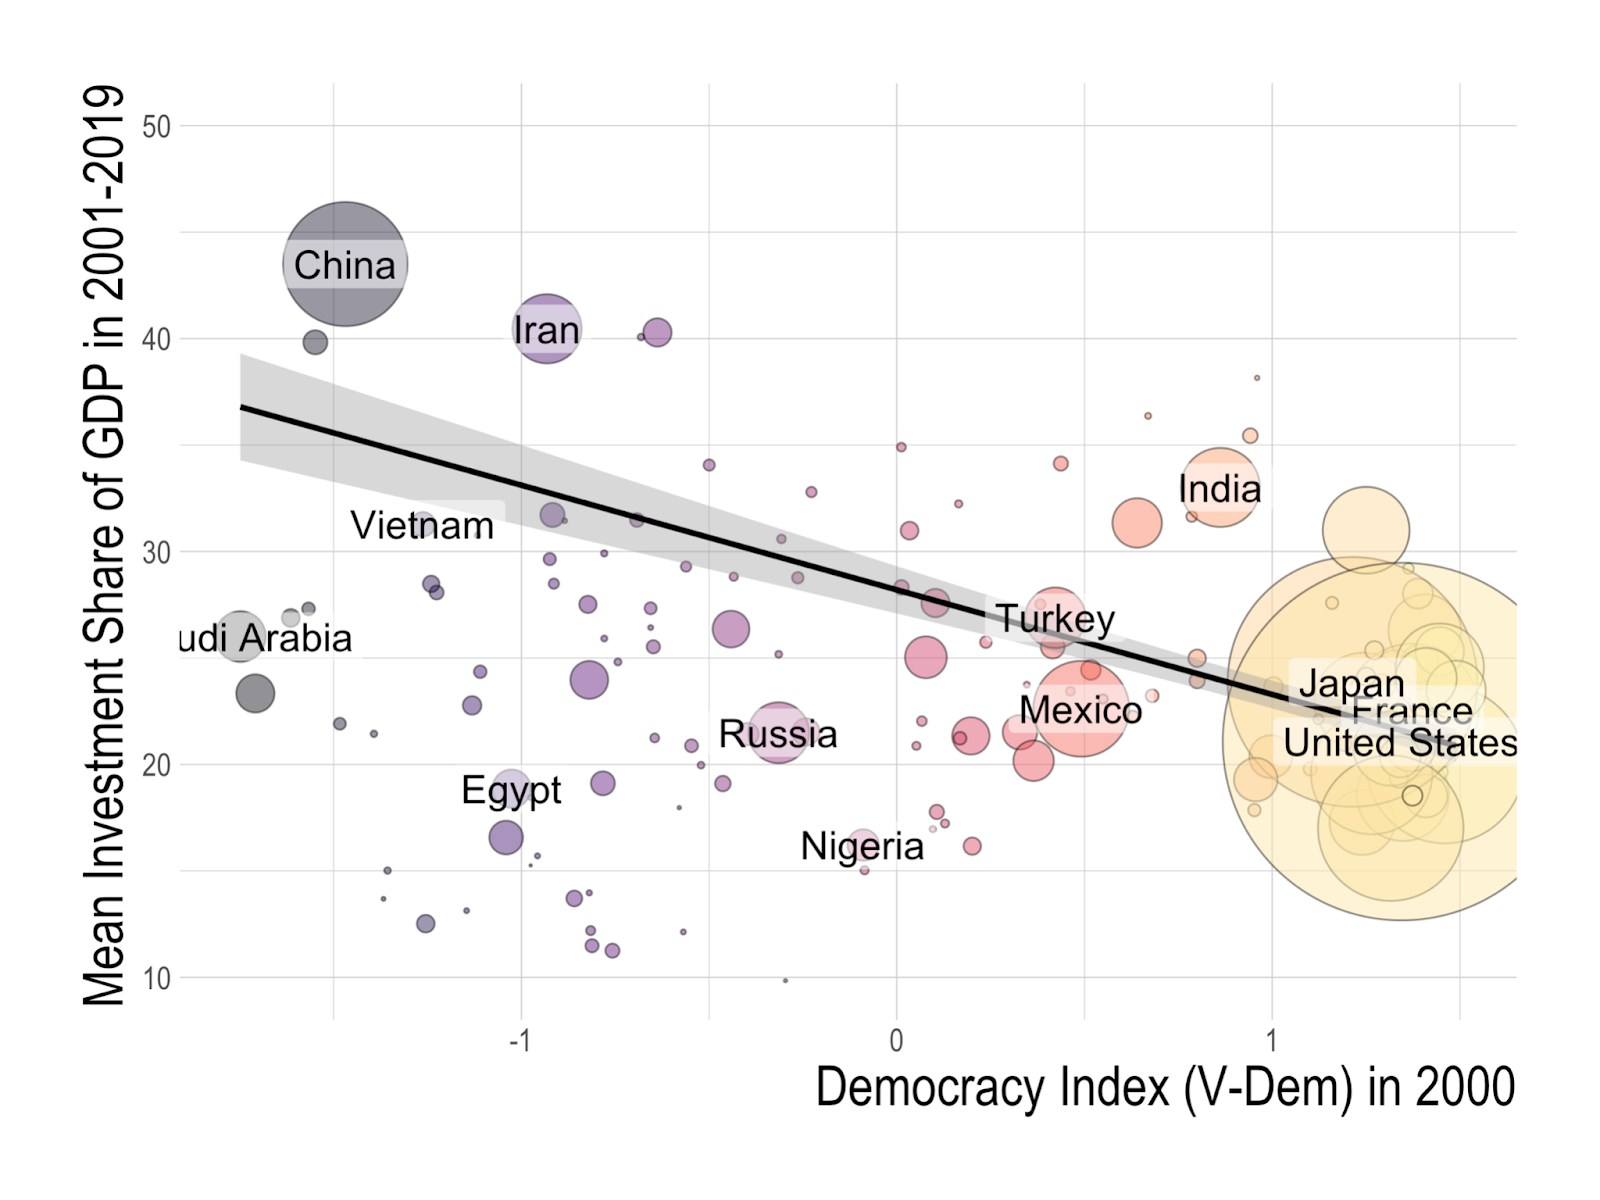 Mean Investment Share of GDP in 2001-2019
50
40
30
20
10
China
Iran
Vietnam
India
udi Arabia
Turkey
Japan
Mexico
France
Russia
United States
Egypt
Nigeria
-1
0
1
Democracy Index (V-Dem) in 2000